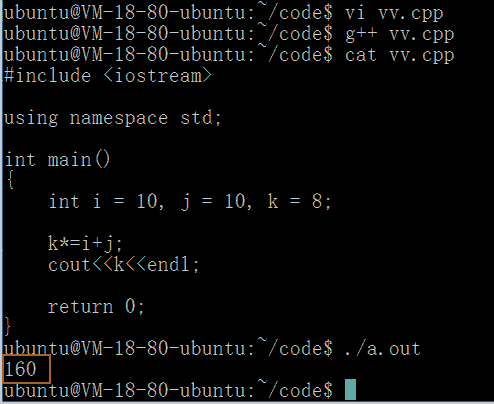 ubuntu@VM-18-80-ubuntu:~/code$ vi vv.cpp
ubuntu@VM-18-80-ubuntu:~/code$ g++ vv.cpp
ubuntu@VM-18-80-ubuntu:~/code$ cat vv.cpp
#include <iostream>
using namespace std;
int main()
{
int i = 10, j = 10, k = 8;
k*=i+j;
cout<<k<<endl;
return 0;
}
ubuntu@VM-18-80-ubuntu:~/code$ ./a.out
160
ubuntu@VM-18-80-ubuntu:~/code$